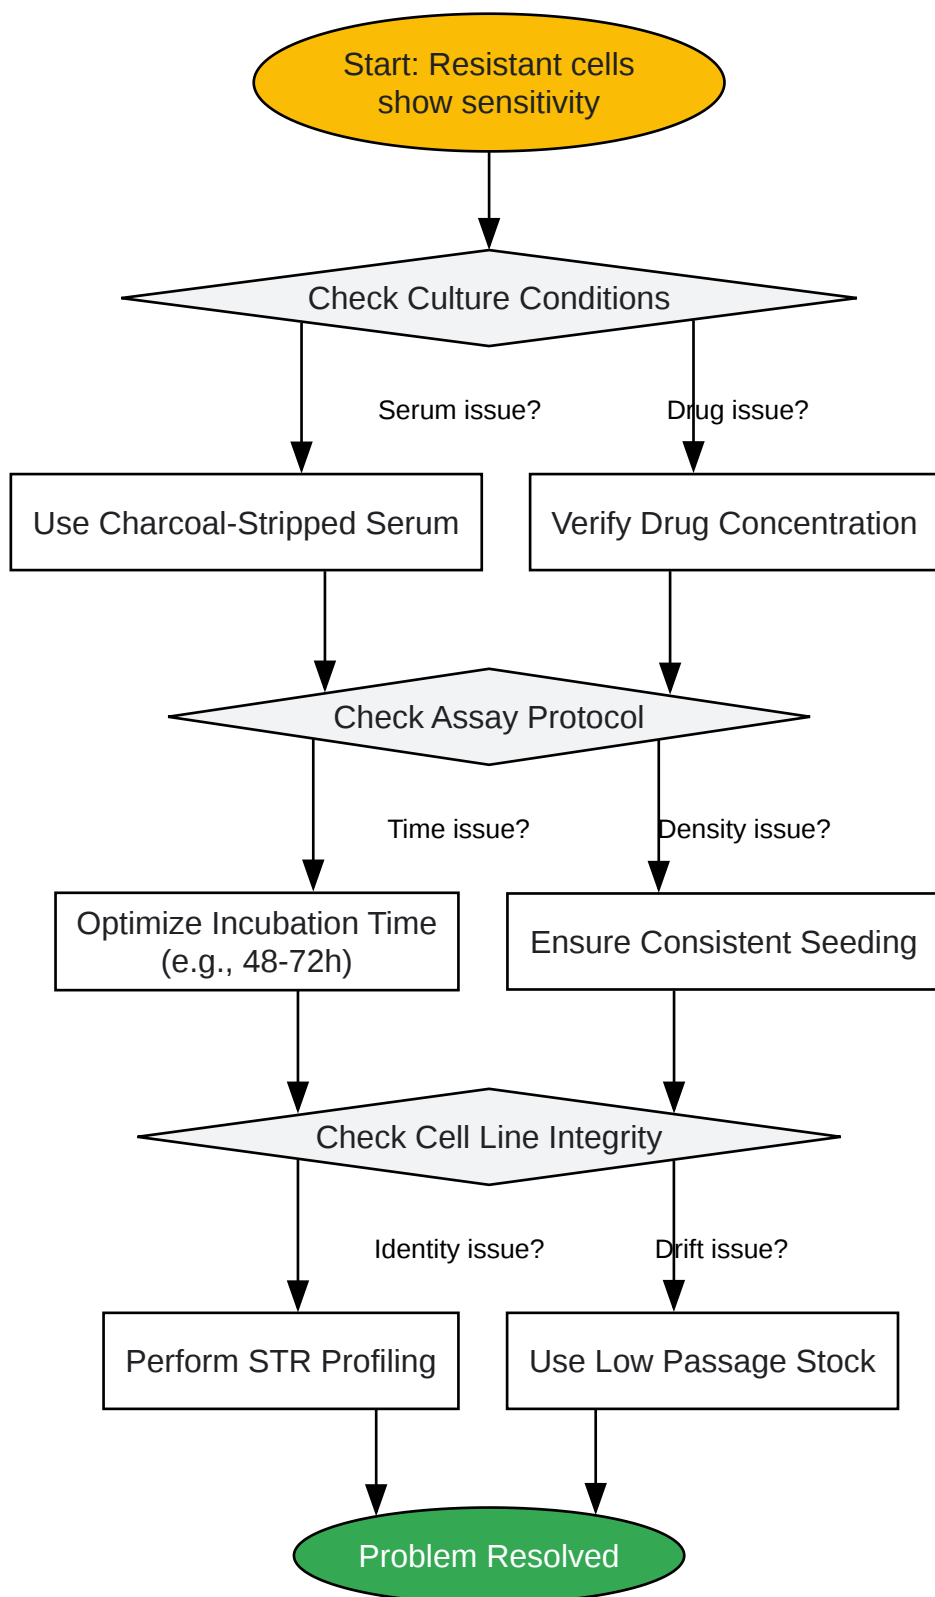 Start: Resistant cells
show sensitivity
Check Culture Conditions
Serum issue?
Drug issue?
Use Charcoal-Stripped Serum
Verify Drug Concentration
Check Assay Protocol
Time issue?
Density issue?
Optimize Incubation Time
(e.g., 48-72h)
Ensure Consistent Seeding
Check Cell Line Integrity
Identity issue?
Drift issue?
Perform STR Profiling
Use Low Passage Stock
Problem Resolved